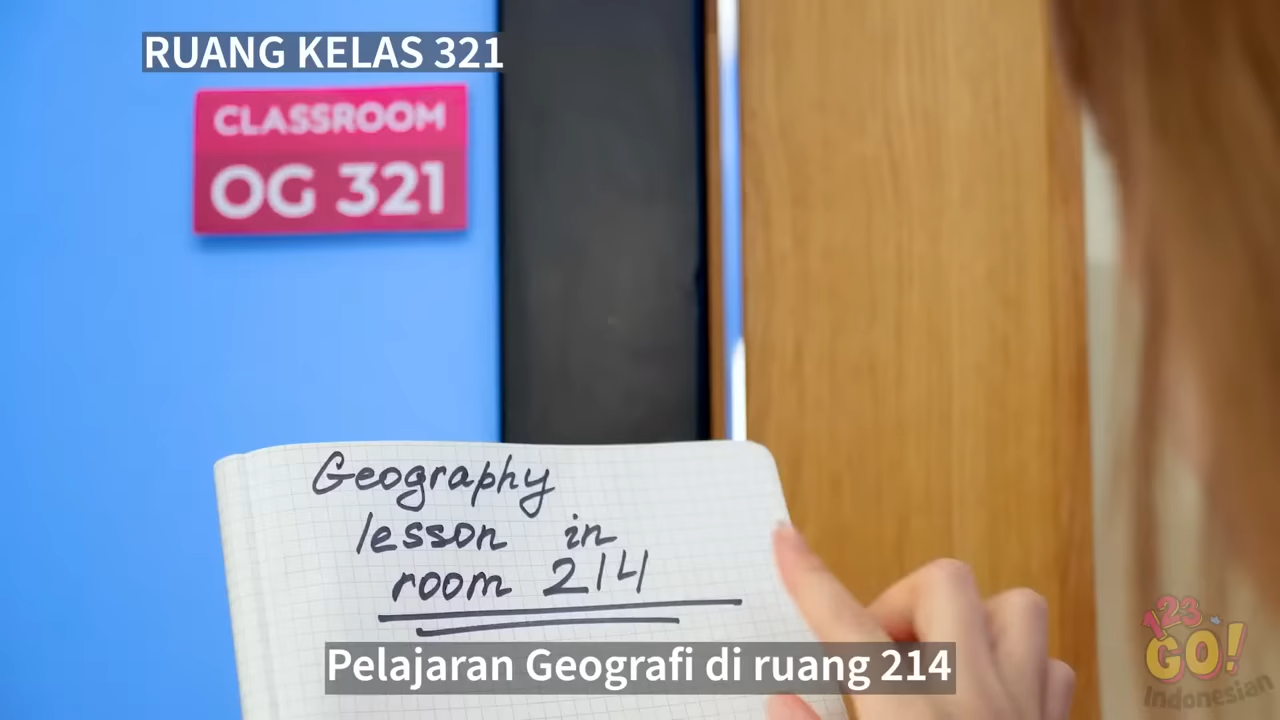 RUANG KELAS 321
CLASSROOM
OG 321
Geography
lesson in
room 214
Pelajaran Geografi di ruang 214
123
GO!
Indonesian